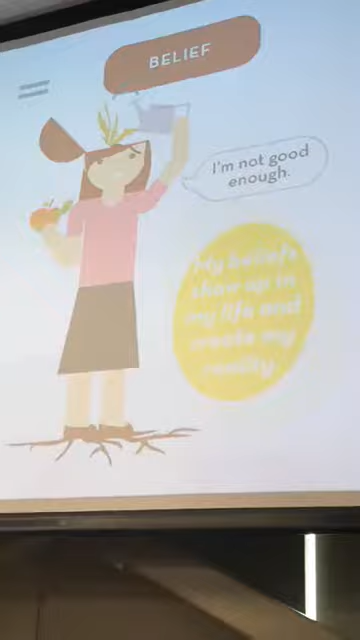 BELIEF
I'm not good
enough.
My beliefs
show up in
my life and
create my
reality.